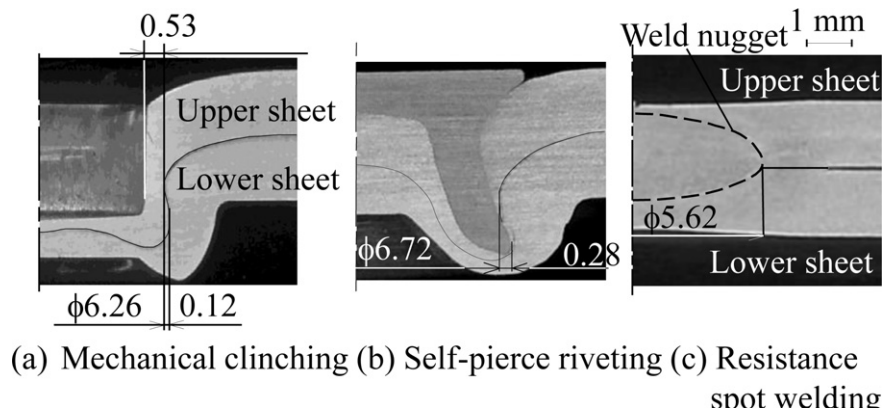 0.53
Upper sheet
Lower sheet
ϕ6.26
0.12
ϕ6.72
0.28
Weld nugget
1 mm
Upper sheet
ϕ5.62
Lower sheet
(a) Mechanical clinching (b) Self-pierce riveting (c) Resistance
spot welding